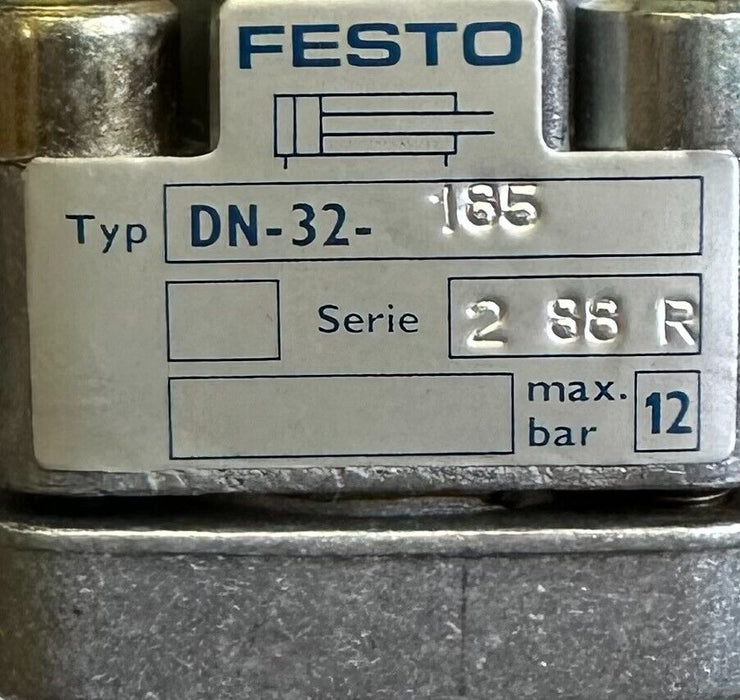 FESTO
Typ DN-32- 165
Serie 2 88 R
max.
bar 12